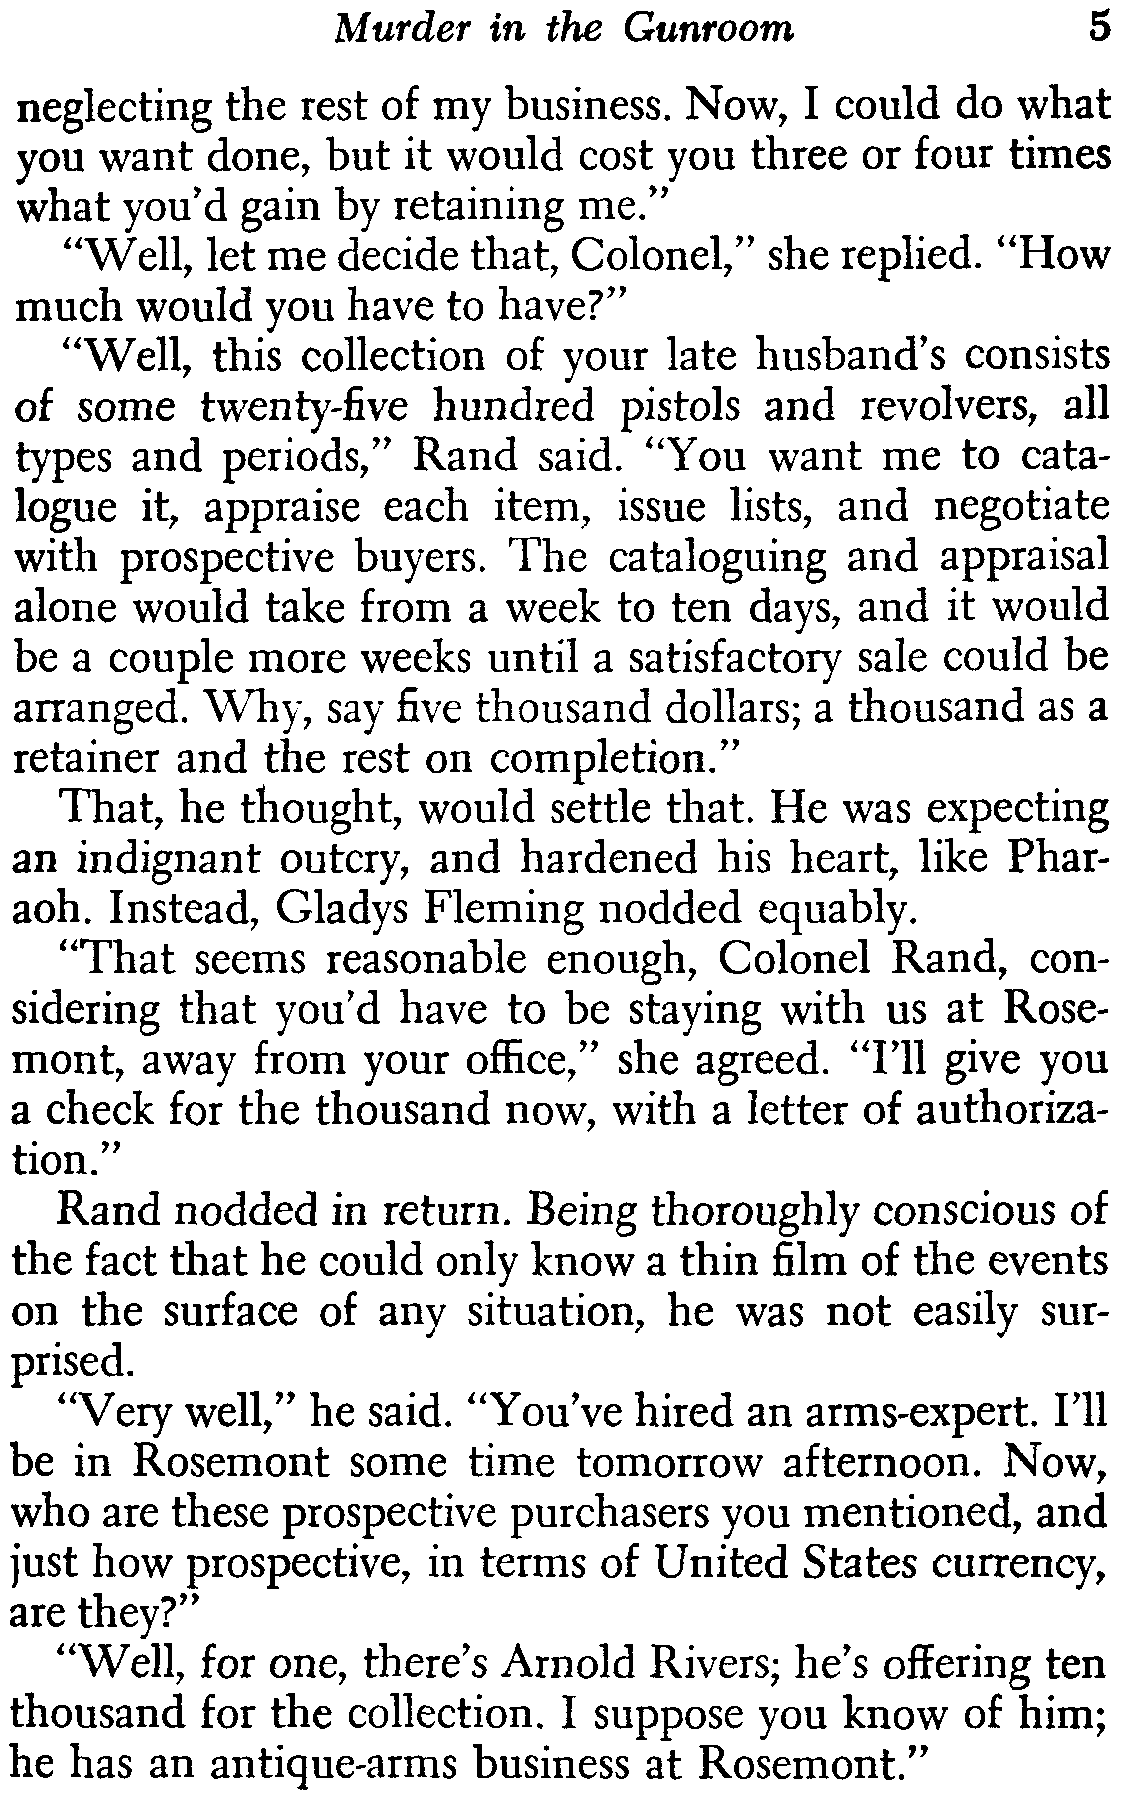 Murder in the Gunroom 5
neglecting the rest of my business. Now, I could do what
you want done, but it would cost you three or four times
what you'd gain by retaining me."
"Well, let me decide that, Colonel," she replied. "How
much would you have to have?"
"Well, this collection of your late husband's consists
of some twenty-five hundred pistols and revolvers, all
types and periods," Rand said. "You want me to cata-
logue it, appraise each item, issue lists, and negotiate
with prospective buyers. The cataloguing and appraisal
alone would take from a week to ten days, and it would
be a couple more weeks until a satisfactory sale could be
arranged. Why, say five thousand dollars; a thousand as a
retainer and the rest on completion."
That, he thought, would settle that. He was expecting
an indignant outcry, and hardened his heart, like Phar-
aoh. Instead, Gladys Fleming nodded equably.
"That seems reasonable enough, Colonel Rand, con-
sidering that you'd have to be staying with us at Rose-
mont, away from your office," she agreed. "I'll give you
a check for the thousand now, with a letter of authoriza-
tion."
Rand nodded in return. Being thoroughly conscious of
the fact that he could only know a thin film of the events
on the surface of any situation, he was not easily sur-
prised.
"Very well," he said. "You've hired an arms-expert. I'll
be in Rosemont some time tomorrow afternoon. Now,
who are these prospective purchasers you mentioned, and
just how prospective, in terms of United States currency,
are they?"
"Well, for one, there's Arnold Rivers; he's offering ten
thousand for the collection. I suppose you know of him;
he has an antique-arms business at Rosemont."